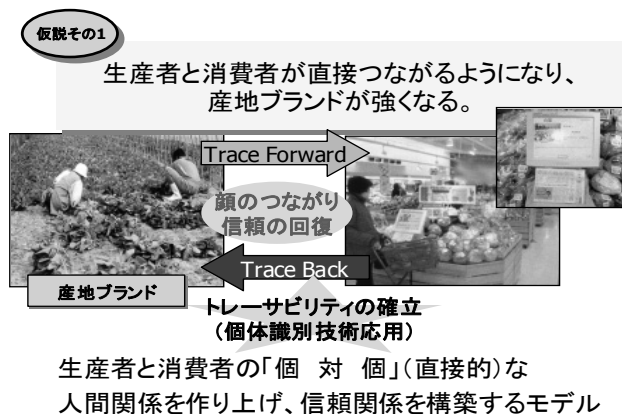 仮説その1
生産者と消費者が直接つながるようになり、
産地ブランドが強くなる。
Trace Forward
顔のつながり
信頼の回復
Trace Back
産地ブランド
トレーサビリティの確立
（個体識別技術応用）
生産者と消費者の「個　対　個」（直接的）な
人間関係を作り上げ、信頼関係を構築するモデル